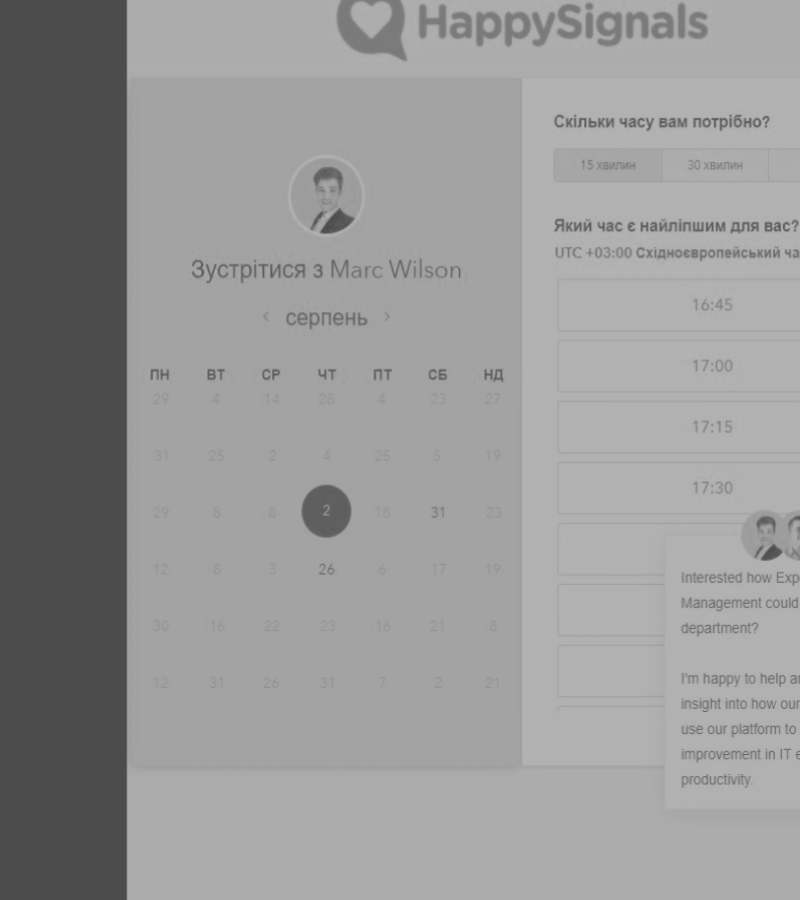 HappySignals
Зустрітися з Marc Wilson
‹ серпень ›
ПН ВТ СР ЧТ ПТ СБ НД
29 4 14 28 4 23 27
31 25 2 4 25 5 19
29 8 8 2 18 31 23
12 8 3 26 6 17 19
30 16 22 23 16 21 8
12 31 26 31 7 2 21
Скільки часу вам потрібно?
15 хвилин 30 хвилин
Який час є найліпшим для вас?
UTC +03:00 Східноєвропейський ча
16:45
17:00
17:15
17:30
Interested how Exp
Management could
department?
I'm happy to help a
insight into how our
use our platform to
improvement in IT e
productivity.